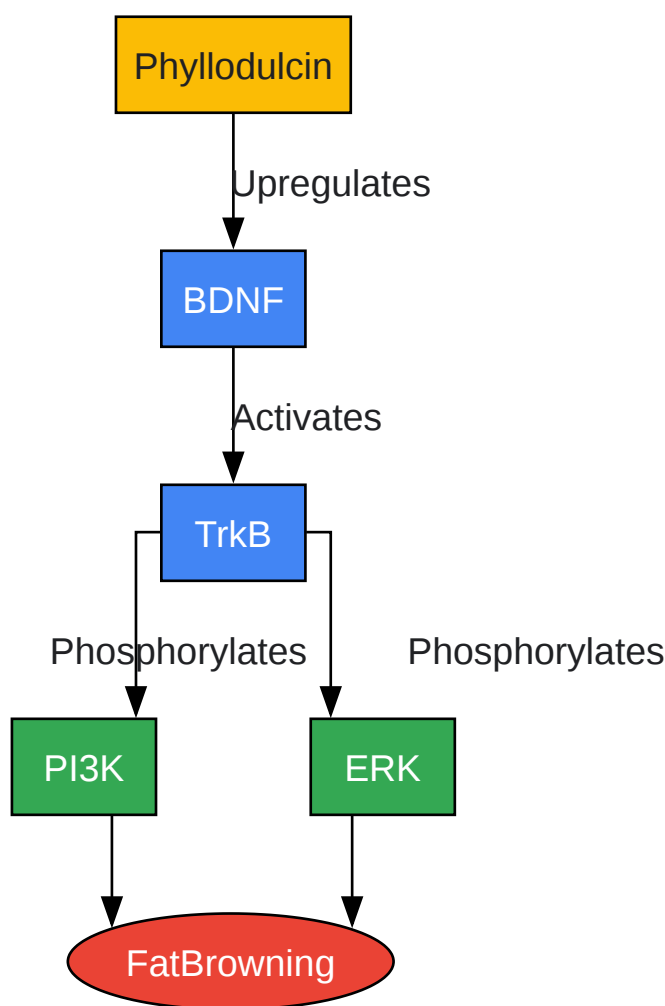 Phyllodulcin
Upregulates
BDNF
Activates
TrkB
Phosphorylates
Phosphorylates
PI3K
ERK
FatBrowning